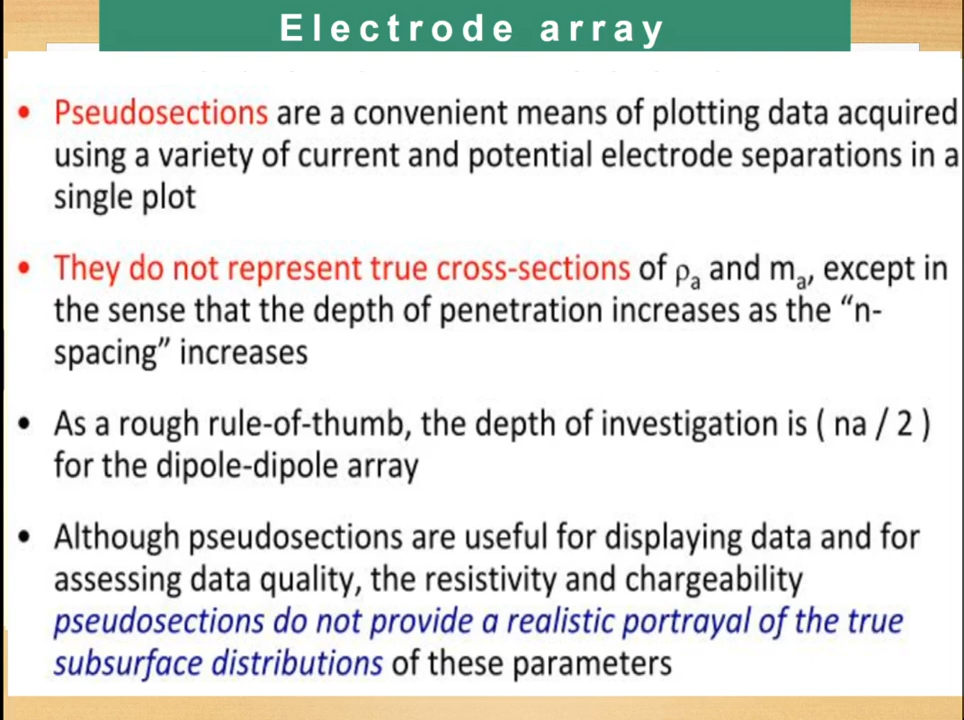 Electrode array
• Pseudosections are a convenient means of plotting data acquired
using a variety of current and potential electrode separations in a
single plot
• They do not represent true cross-sections of ρa and ma, except in
the sense that the depth of penetration increases as the “n-
spacing” increases
• As a rough rule-of-thumb, the depth of investigation is ( na / 2 )
for the dipole-dipole array
• Although pseudosections are useful for displaying data and for
assessing data quality, the resistivity and chargeability
pseudosections do not provide a realistic portrayal of the true
subsurface distributions of these parameters